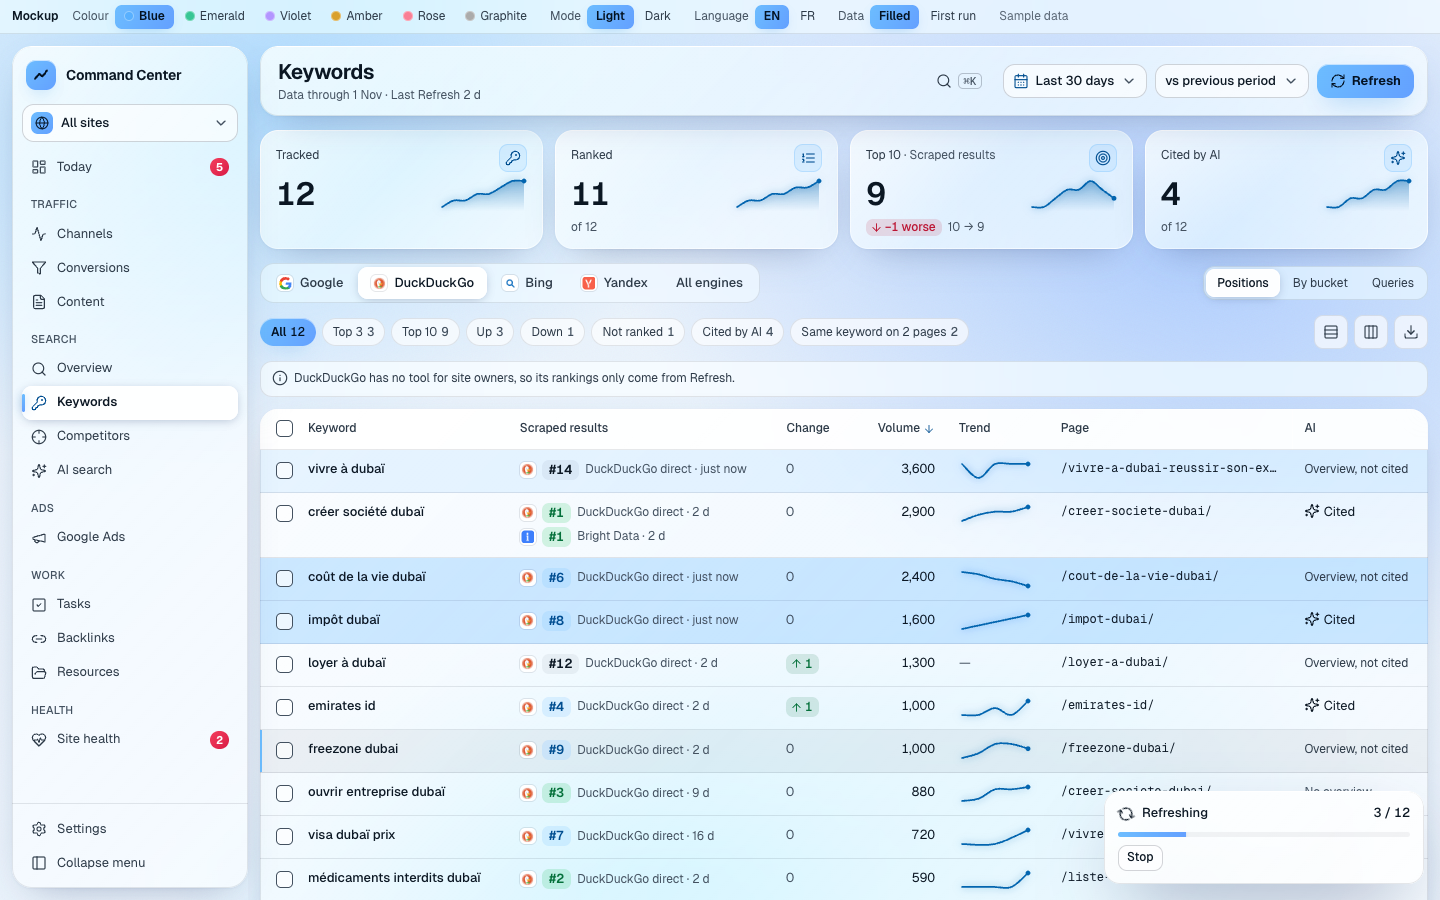 Mockup Colour Blue Emerald Violet Amber Rose Graphite Mode Light Dark Language EN FR Data Filled First run Sample data
Command Center
All sites
Today 5
TRAFFIC
Channels
Conversions
Content
SEARCH
Overview
Keywords
Competitors
AI search
ADS
Google Ads
WORK
Tasks
Backlinks
Resources
HEALTH
Site health 2
Settings
Collapse menu
Keywords
Data through 1 Nov · Last Refresh 2 d
⌘K
Last 30 days
vs previous period
Refresh
Tracked
12
Ranked
11
of 12
Top 10 · Scraped results
9
↓ −1 worse 10 → 9
Cited by AI
4
of 12
Google DuckDuckGo Bing Yandex All engines
Positions By bucket Queries
All 12 Top 3 3 Top 10 9 Up 3 Down 1 Not ranked 1 Cited by AI 4 Same keyword on 2 pages 2
DuckDuckGo has no tool for site owners, so its rankings only come from Refresh.
Keyword Scraped results Change Volume ↓ Trend Page AI
vivre à dubaï #14 DuckDuckGo direct · just now 0 3,600 /vivre-a-dubai-reussir-son-ex… Overview, not cited
créer société dubaï #1 DuckDuckGo direct · 2 d 0 2,900 /creer-societe-dubai/ Cited
#1 Bright Data · 2 d
coût de la vie dubaï #6 DuckDuckGo direct · just now 0 2,400 /cout-de-la-vie-dubai/ Overview, not cited
impôt dubaï #8 DuckDuckGo direct · just now 0 1,600 /impot-dubai/ Cited
loyer à dubaï #12 DuckDuckGo direct · 2 d ↑ 1 1,300 — /loyer-a-dubai/ Overview, not cited
emirates id #4 DuckDuckGo direct · 2 d ↑ 1 1,000 /emirates-id/ Cited
freezone dubai #9 DuckDuckGo direct · 2 d 0 1,000 /freezone-dubai/ Overview, not cited
ouvrir entreprise dubaï #3 DuckDuckGo direct · 9 d 0 880 /creer-societe-dubai/ No overview
visa dubaï prix #7 DuckDuckGo direct · 16 d 0 720 /vivre
médicaments interdits dubaï #2 DuckDuckGo direct · 2 d 0 590 /liste-
Refreshing 3 / 12
Stop